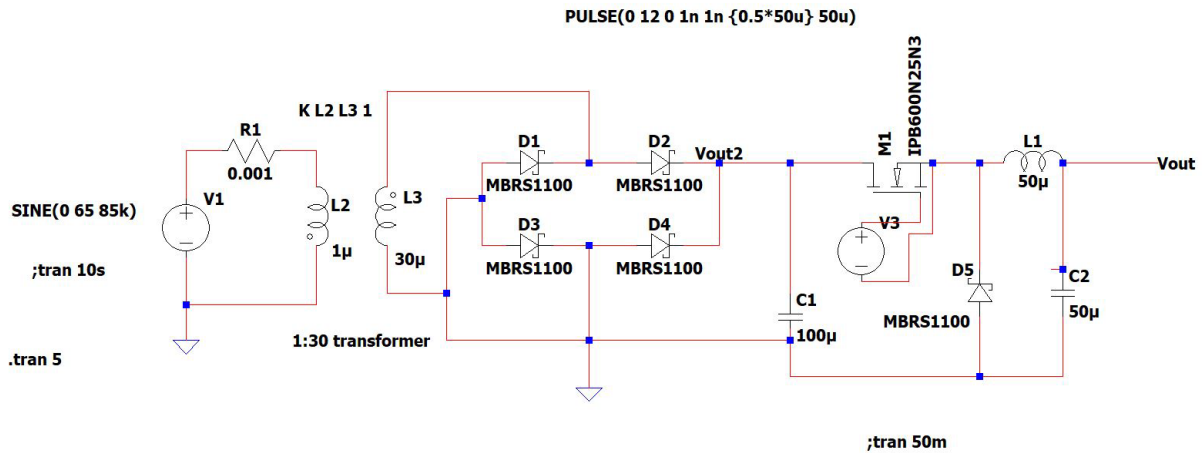 PULSE(0 12 0 1n 1n {0.5*50u} 50u)
IPB600N25N3
M1
K L2 L3 1
R1
0.001
D1
MBRS1100
D2
MBRS1100
Vout2
L1
50µ
Vout
V1
SINE(0 65 85k)
L2
1µ
L3
30µ
D3
MBRS1100
D4
MBRS1100
V3
;tran 10s
D5
MBRS1100
C2
50µ
C1
100µ
1:30 transformer
.tran 5
;tran 50m